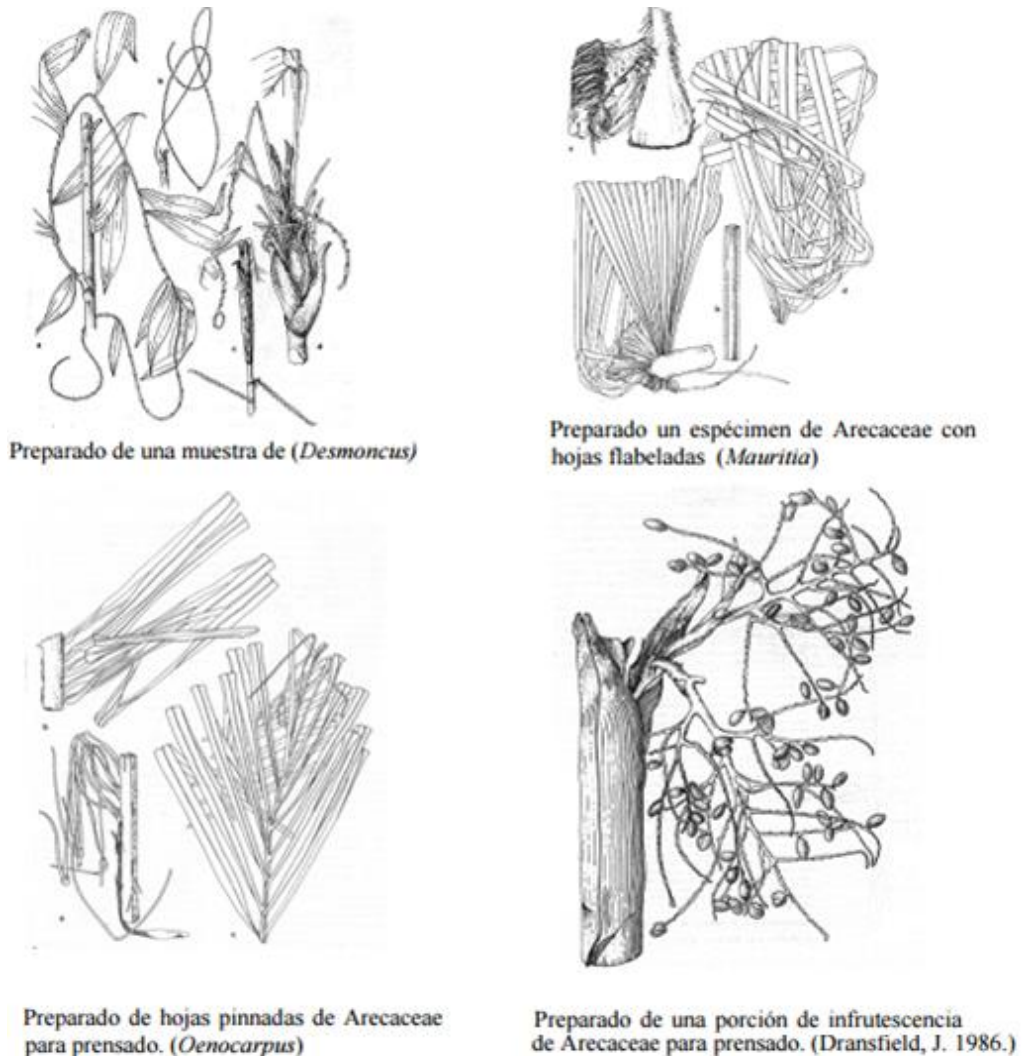 Preparado de una muestra de (Desmoncus)
Preparado un espécimen de Arecaceae con
hojas flabeladas (Mauritia)
Preparado de hojas pinnadas de Arecaceae
para prensado. (Oenocarpus)
Preparado de una porción de infrutescencia
de Arecaceae para prensado. (Dransfield, J. 1986.)